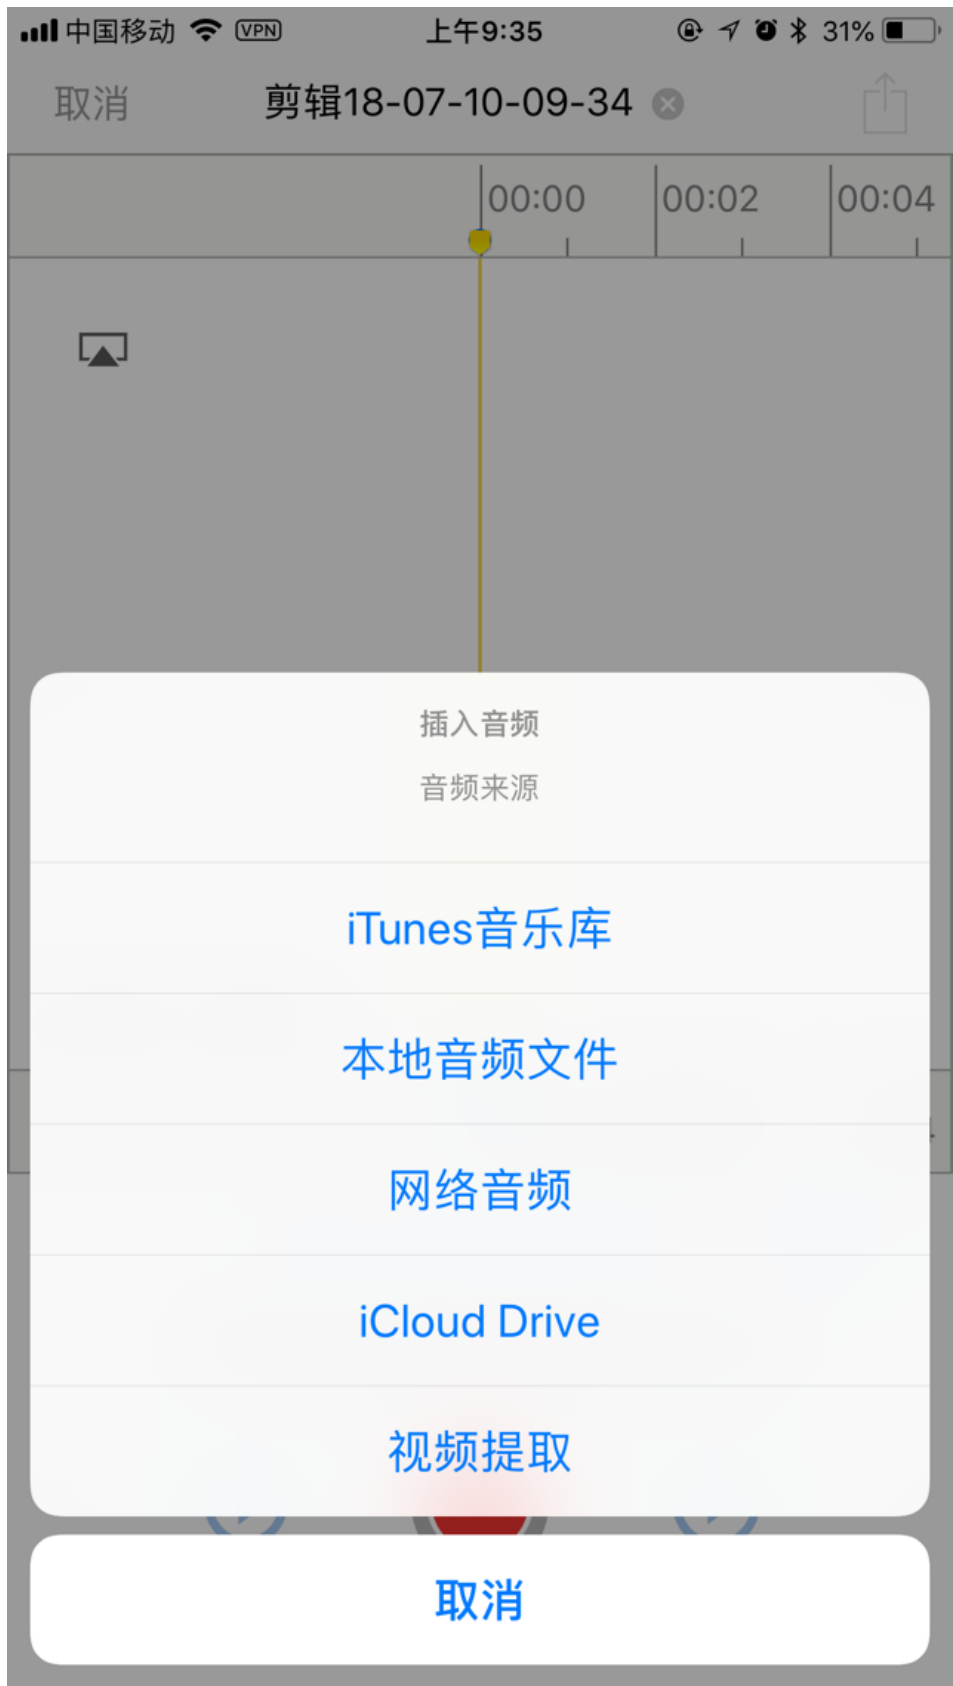 中国移动 VPN 上午9:35 31%
取消 剪辑18-07-10-09-34
00:00 00:02 00:04
插入音频
音频来源
iTunes音乐库
本地音频文件
网络音频
iCloud Drive
视频提取
取消